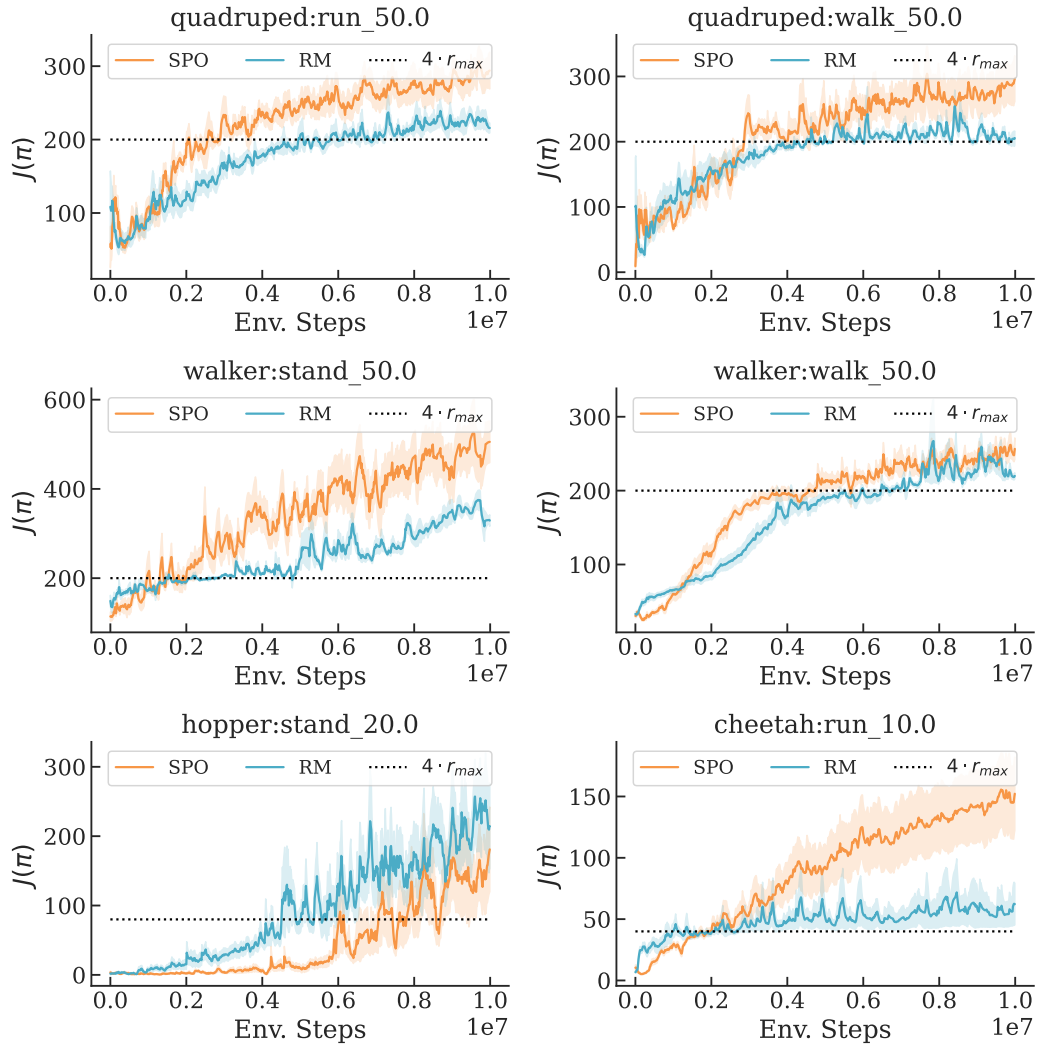 quadruped:run_50.0
SPO RM 4 · r_max
300
200
100
J(π)
0.0 0.2 0.4 0.6 0.8 1.0
1e7
Env. Steps
quadruped:walk_50.0
SPO RM 4 · r_max
300
200
100
0
J(π)
0.0 0.2 0.4 0.6 0.8 1.0
1e7
Env. Steps
walker:stand_50.0
SPO RM 4 · r_max
600
400
200
J(π)
0.0 0.2 0.4 0.6 0.8 1.0
1e7
Env. Steps
walker:walk_50.0
SPO RM 4 · r_max
300
200
100
J(π)
0.0 0.2 0.4 0.6 0.8 1.0
1e7
Env. Steps
hopper:stand_20.0
SPO RM 4 · r_max
300
200
100
0
J(π)
0.0 0.2 0.4 0.6 0.8 1.0
1e7
Env. Steps
cheetah:run_10.0
SPO RM 4 · r_max
150
100
50
0
J(π)
0.0 0.2 0.4 0.6 0.8 1.0
1e7
Env. Steps